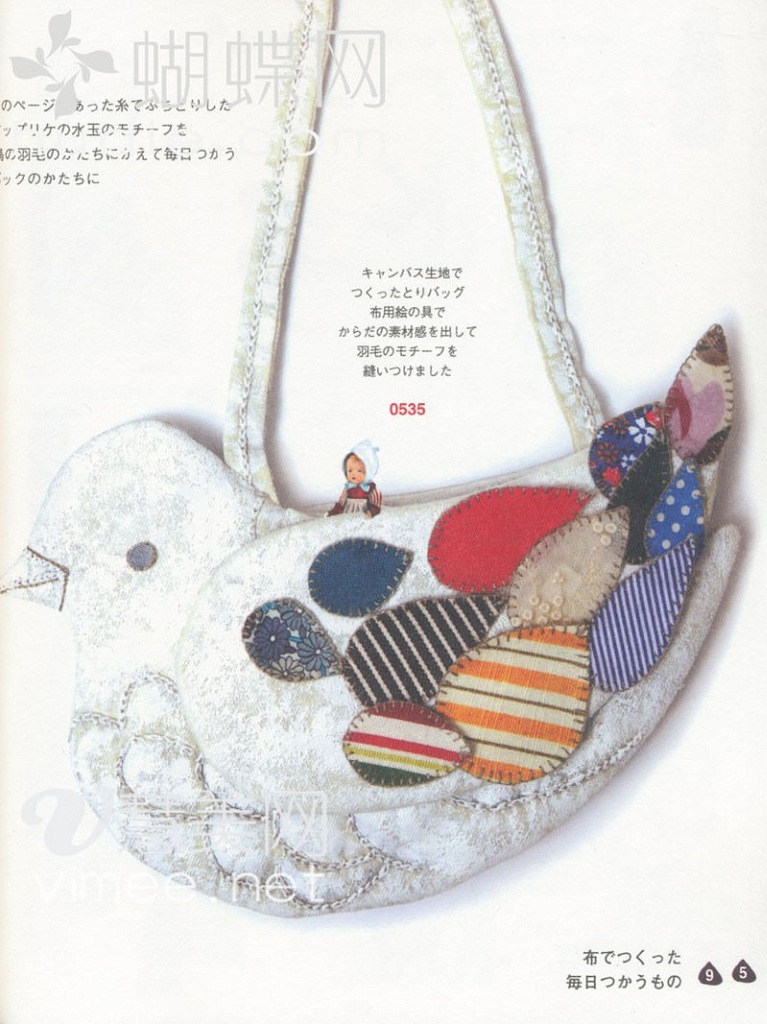 蝴蝶网
のページ あった糸でふちどりした
ップリケの水玉のモチーフを
の羽毛のかたちにかえて毎日つかう
ックのかたちに
キャンバス生地で
つくったとりバッグ
布用絵の具で
からだの素材感を出して
羽毛のモチーフを
縫いつけました
0535
vimee.net
布でつくった
毎日つかうもの
9 5